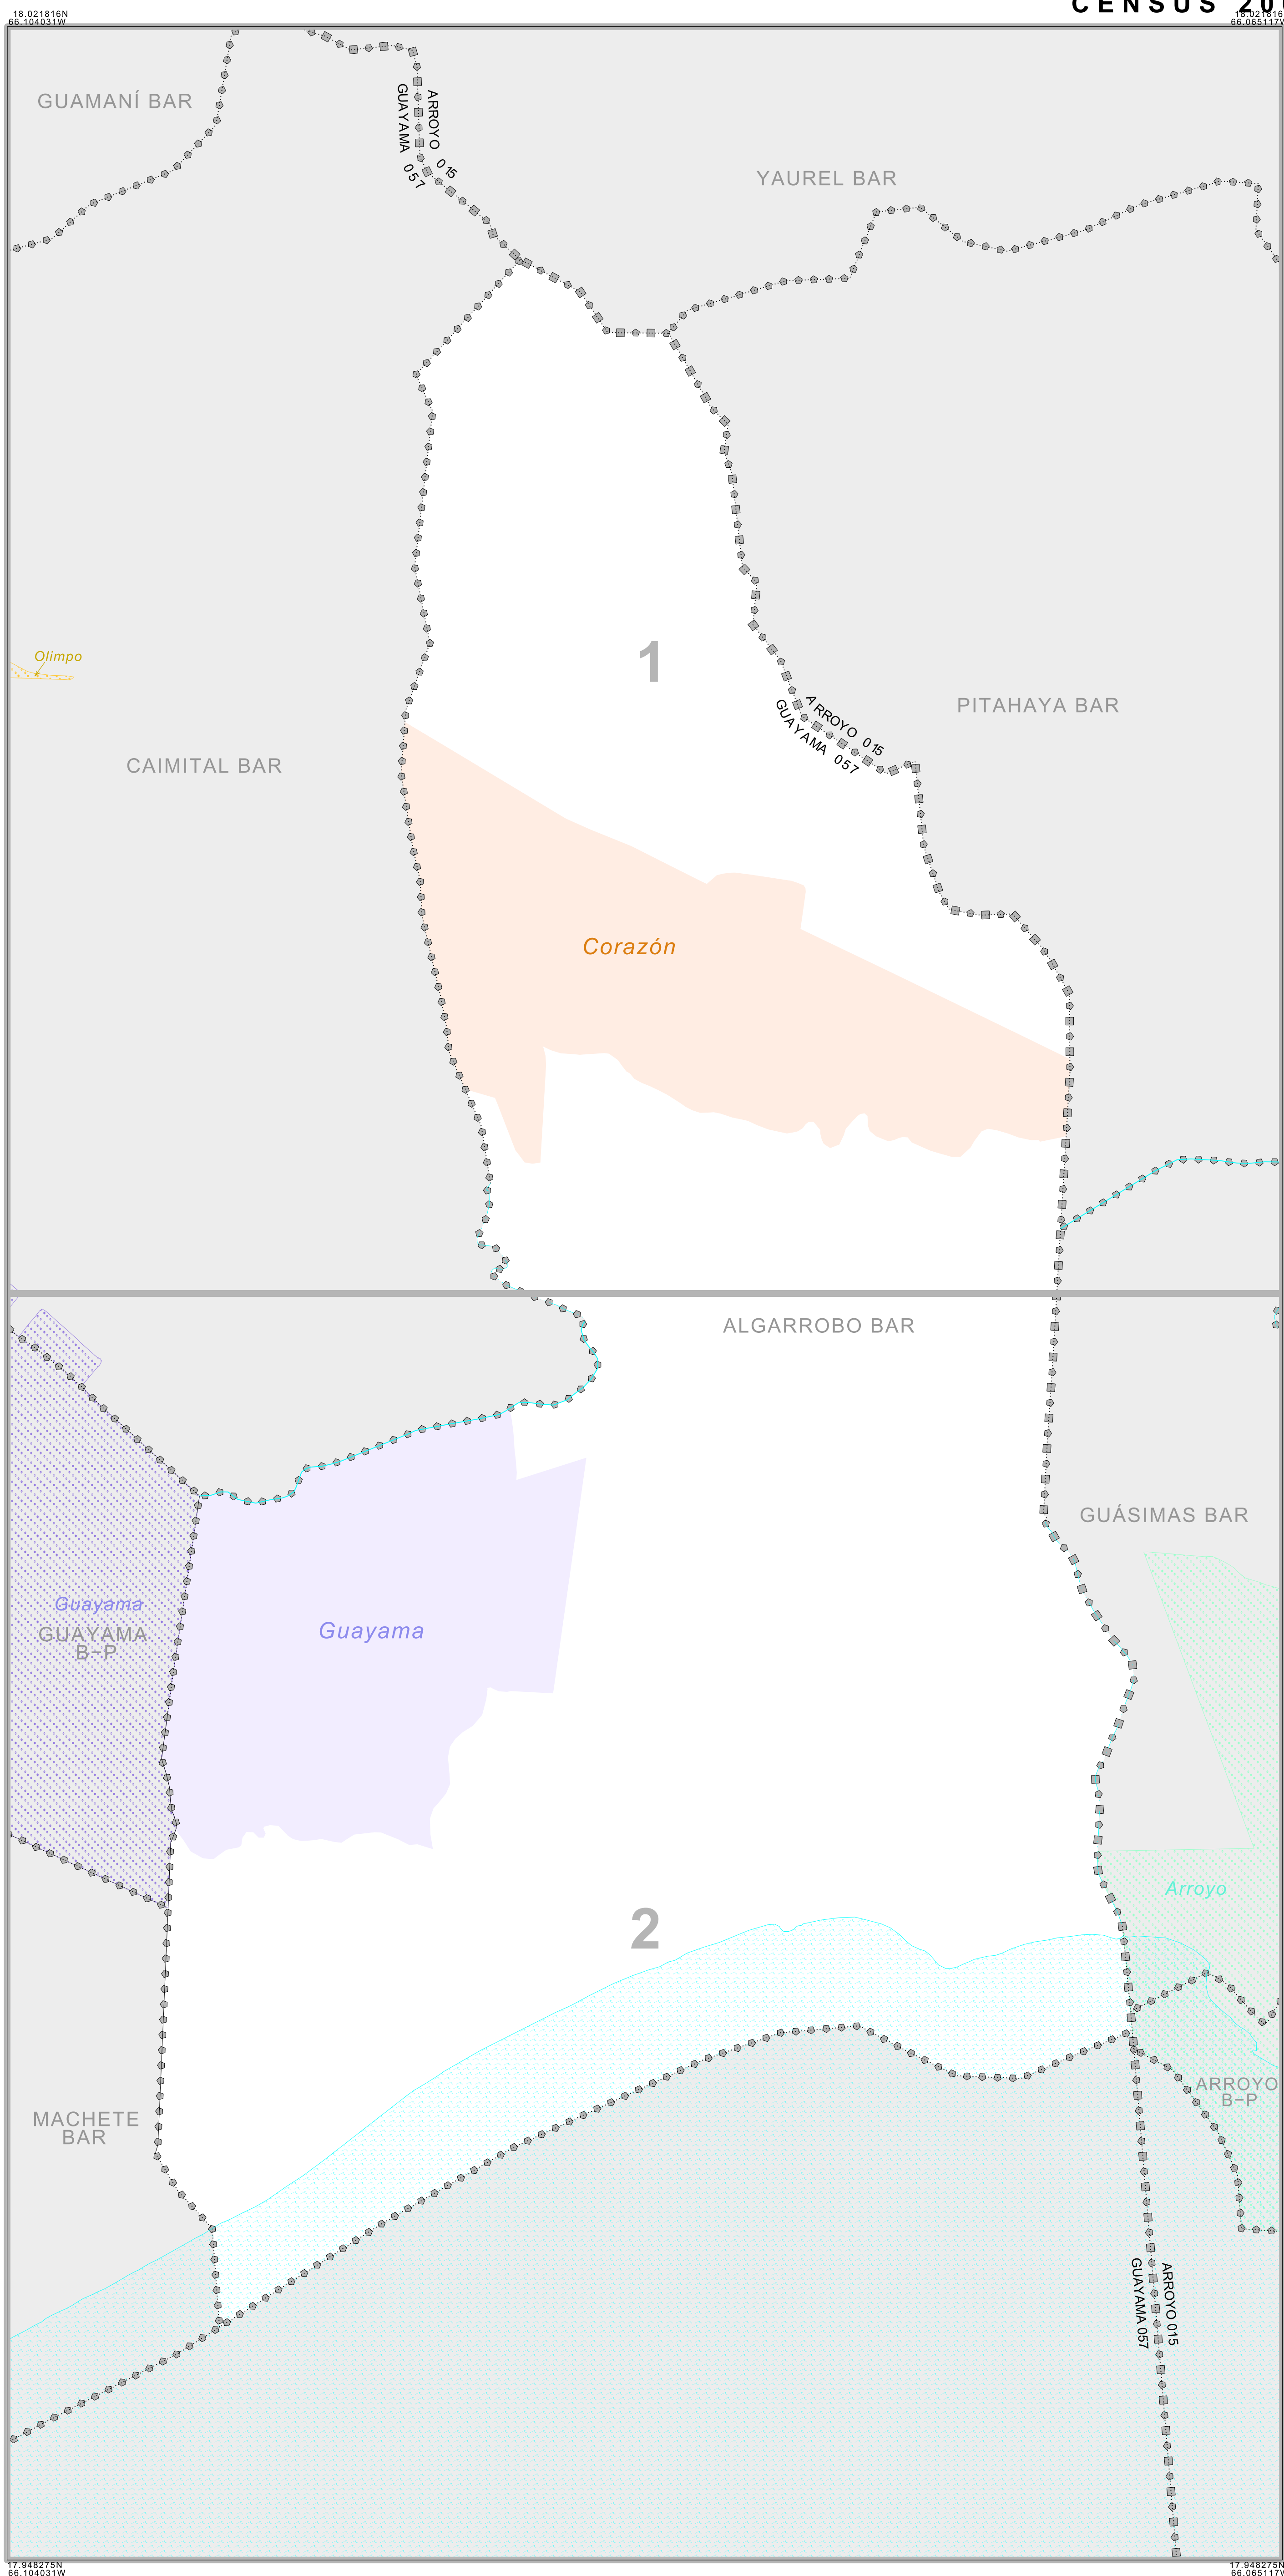 CENSUS 20
18.021816N
66.104031W
18.021816
66.065117W
GUAMANÍ BAR
ARROYO 015
GUAYAMA 057
YAUREL BAR
Olimpo
1
ARROYO 015
GUAYAMA 057
PITAHAYA BAR
CAIMITAL BAR
Corazón
ALGARROBO BAR
GUÁSIMAS BAR
Guayama
GUAYAMA
B-P
Guayama
Arroyo
2
ARROYO
B-P
MACHETE
BAR
ARROYO 015
GUAYAMA 057
17.948275N
66.104031W
17.948275N
66.065117W